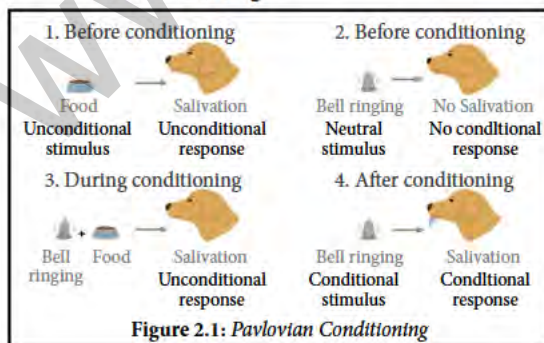 1. Before conditioning
Food
Salivation
Unconditional stimulus
Unconditional response
2. Before conditioning
Bell ringing
No Salivation
Neutral stimulus
No condltional response
3. During conditioning
Bell ringing
+
Food
Salivation
Unconditional response
4. After conditioning
Bell ringing
Salivation
Conditional stimulus
Condltional response
Figure 2.1: Pavlovian Conditioning